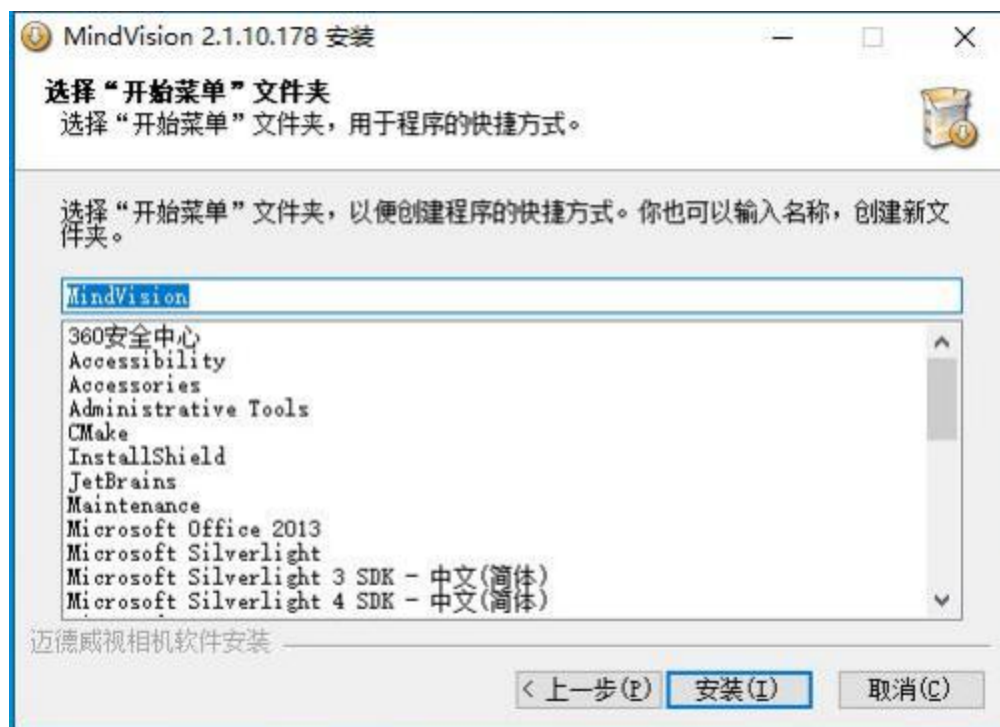 MindVision 2.1.10.178 安装
选择“开始菜单”文件夹
选择“开始菜单”文件夹，用于程序的快捷方式。
选择“开始菜单”文件夹，以便创建程序的快捷方式。你也可以输入名称，创建新文
件夹。
MindVision
360安全中心
Accessibility
Accessories
Administrative Tools
CMake
InstallShield
JetBrains
Maintenance
Microsoft Office 2013
Microsoft Silverlight
Microsoft Silverlight 3 SDK - 中文(简体)
Microsoft Silverlight 4 SDK - 中文(简体)
迈德威视相机软件安装
< 上一步(P) 安装(I) 取消(C)